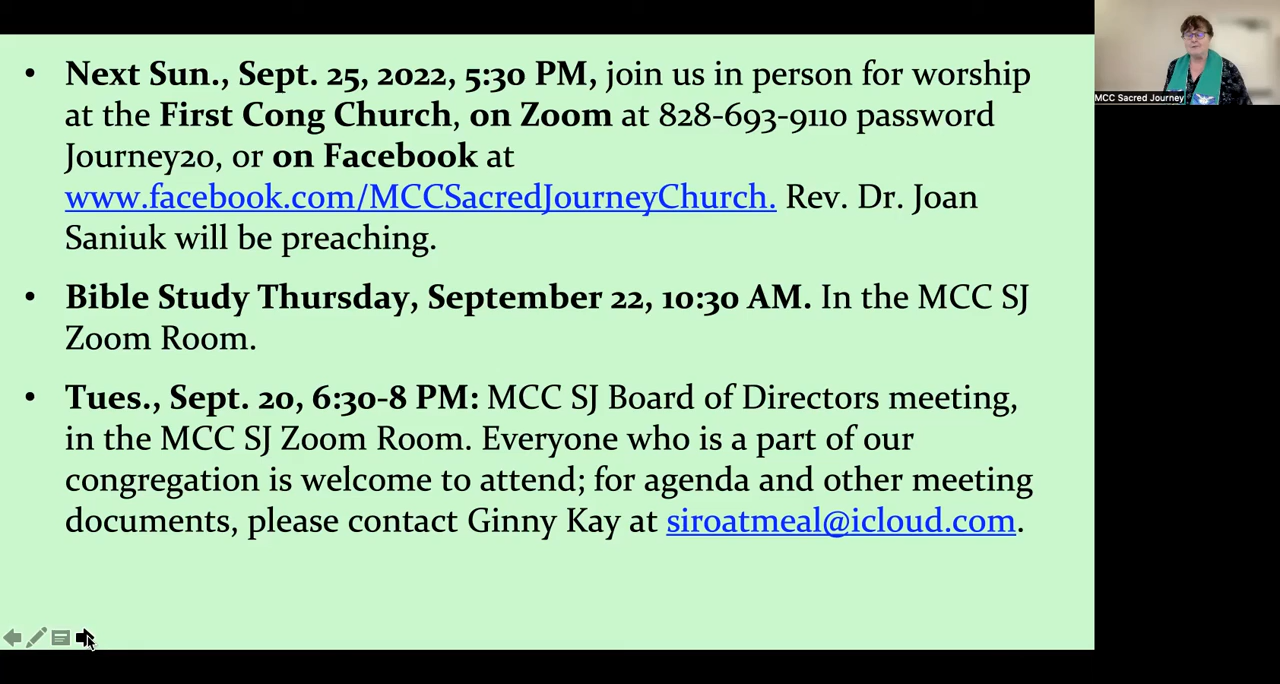 • Next Sun., Sept. 25, 2022, 5:30 PM, join us in person for worship
at the First Cong Church, on Zoom at 828-693-9110 password
Journey20, or on Facebook at
www.facebook.com/MCCSacredJourneyChurch. Rev. Dr. Joan
Saniuk will be preaching.
• Bible Study Thursday, September 22, 10:30 AM. In the MCC SJ
Zoom Room.
• Tues., Sept. 20, 6:30-8 PM: MCC SJ Board of Directors meeting,
in the MCC SJ Zoom Room. Everyone who is a part of our
congregation is welcome to attend; for agenda and other meeting
documents, please contact Ginny Kay at siroatmeal@icloud.com.
MCC Sacred Journey